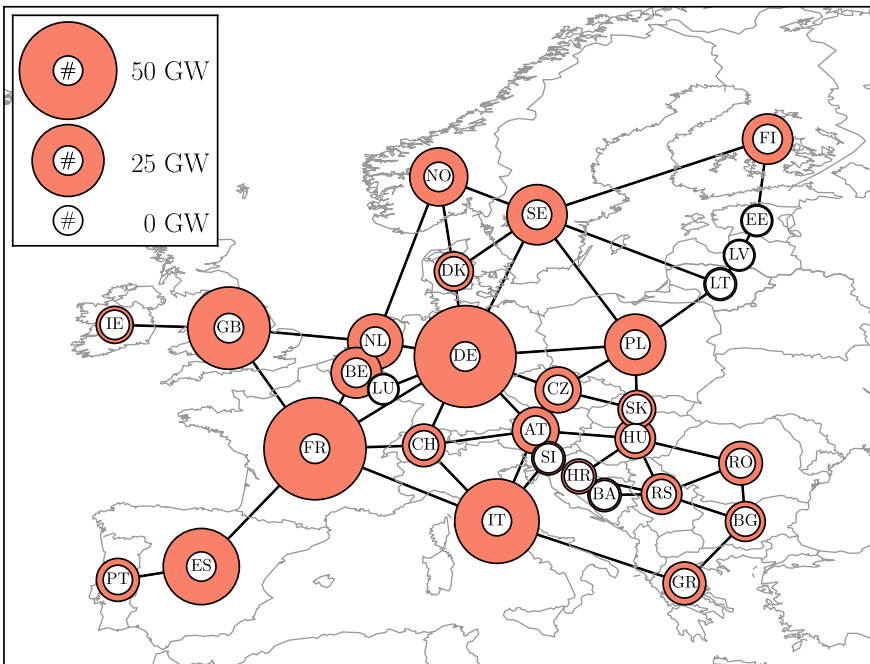 # 50 GW
# 25 GW
# 0 GW
FI
NO
SE
EE
LV
DK
LT
IE
GB
NL
DE
PL
BE
LU
CZ
SK
AT
HU
FR
CH
SI
RO
HR
BA
RS
IT
BG
ES
PT
GR